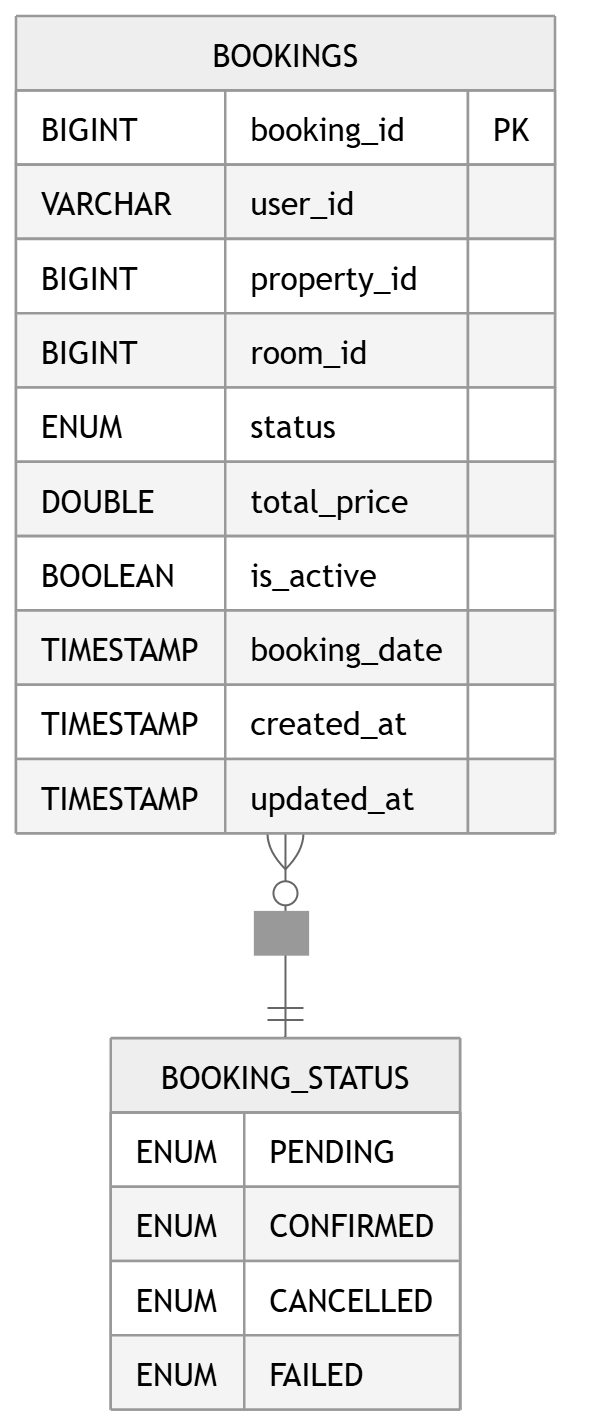 BOOKINGS
BIGINT booking_id PK
VARCHAR user_id
BIGINT property_id
BIGINT room_id
ENUM status
DOUBLE total_price
BOOLEAN is_active
TIMESTAMP booking_date
TIMESTAMP created_at
TIMESTAMP updated_at
BOOKING_STATUS
ENUM PENDING
ENUM CONFIRMED
ENUM CANCELLED
ENUM FAILED